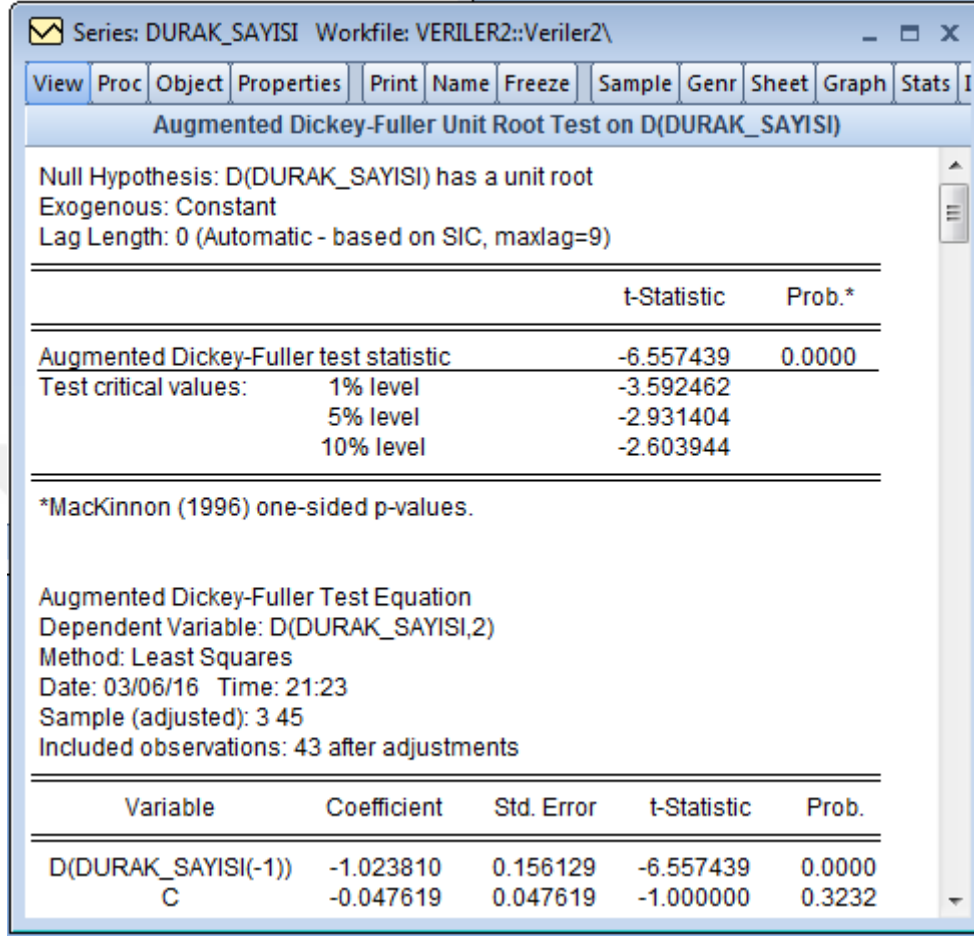 Series: DURAK_SAYISI Workfile: VERILER2::Veriler2\
View Proc Object Properties Print Name Freeze Sample Genr Sheet Graph Stats I
Augmented Dickey-Fuller Unit Root Test on D(DURAK_SAYISI)
Null Hypothesis: D(DURAK_SAYISI) has a unit root
Exogenous: Constant
Lag Length: 0 (Automatic - based on SIC, maxlag=9)
t-Statistic Prob.*
Augmented Dickey-Fuller test statistic -6.557439 0.0000
Test critical values: 1% level -3.592462
5% level -2.931404
10% level -2.603944
*MacKinnon (1996) one-sided p-values.
Augmented Dickey-Fuller Test Equation
Dependent Variable: D(DURAK_SAYISI,2)
Method: Least Squares
Date: 03/06/16 Time: 21:23
Sample (adjusted): 3 45
Included observations: 43 after adjustments
Variable Coefficient Std. Error t-Statistic Prob.
D(DURAK_SAYISI(-1)) -1.023810 0.156129 -6.557439 0.0000
C -0.047619 0.047619 -1.000000 0.3232